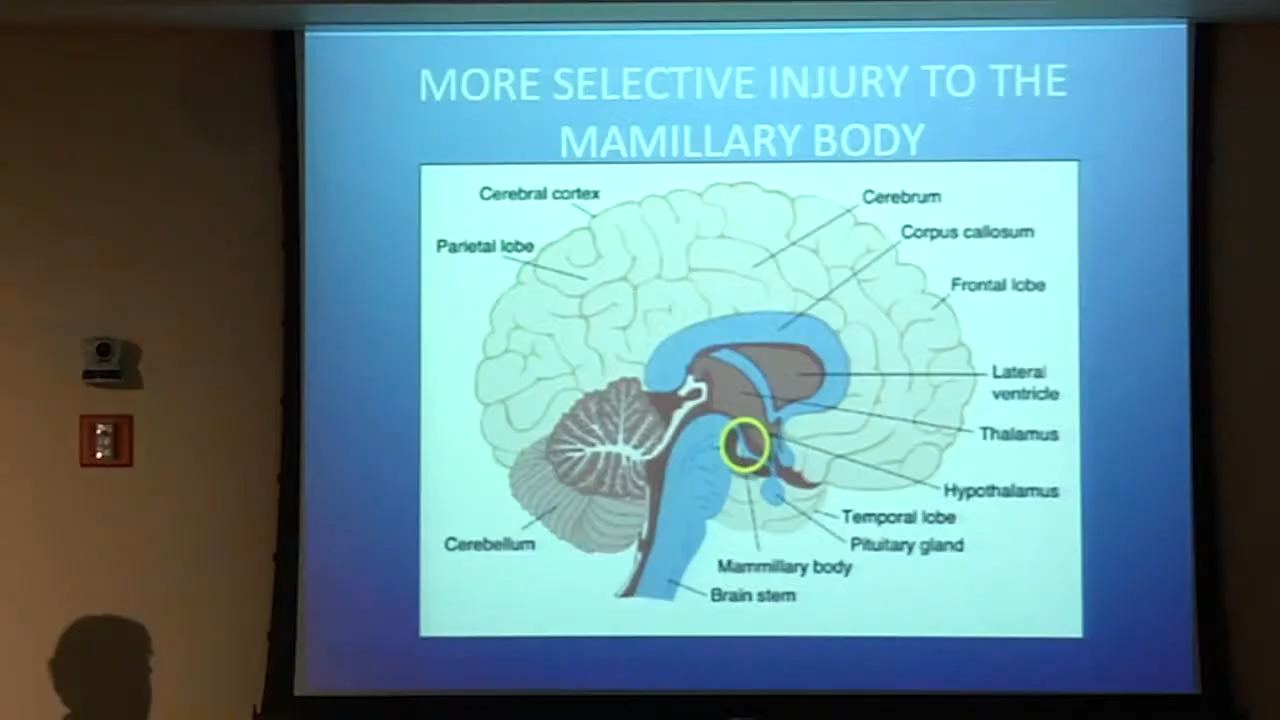 MORE SELECTIVE INJURY TO THE
MAMILLARY BODY
Cerebral cortex
Cerebrum
Corpus callosum
Parietal lobe
Frontal lobe
Lateral
ventricle
Thalamus
Hypothalamus
Temporal lobe
Cerebellum
Pituitary gland
Mammillary body
Brain stem